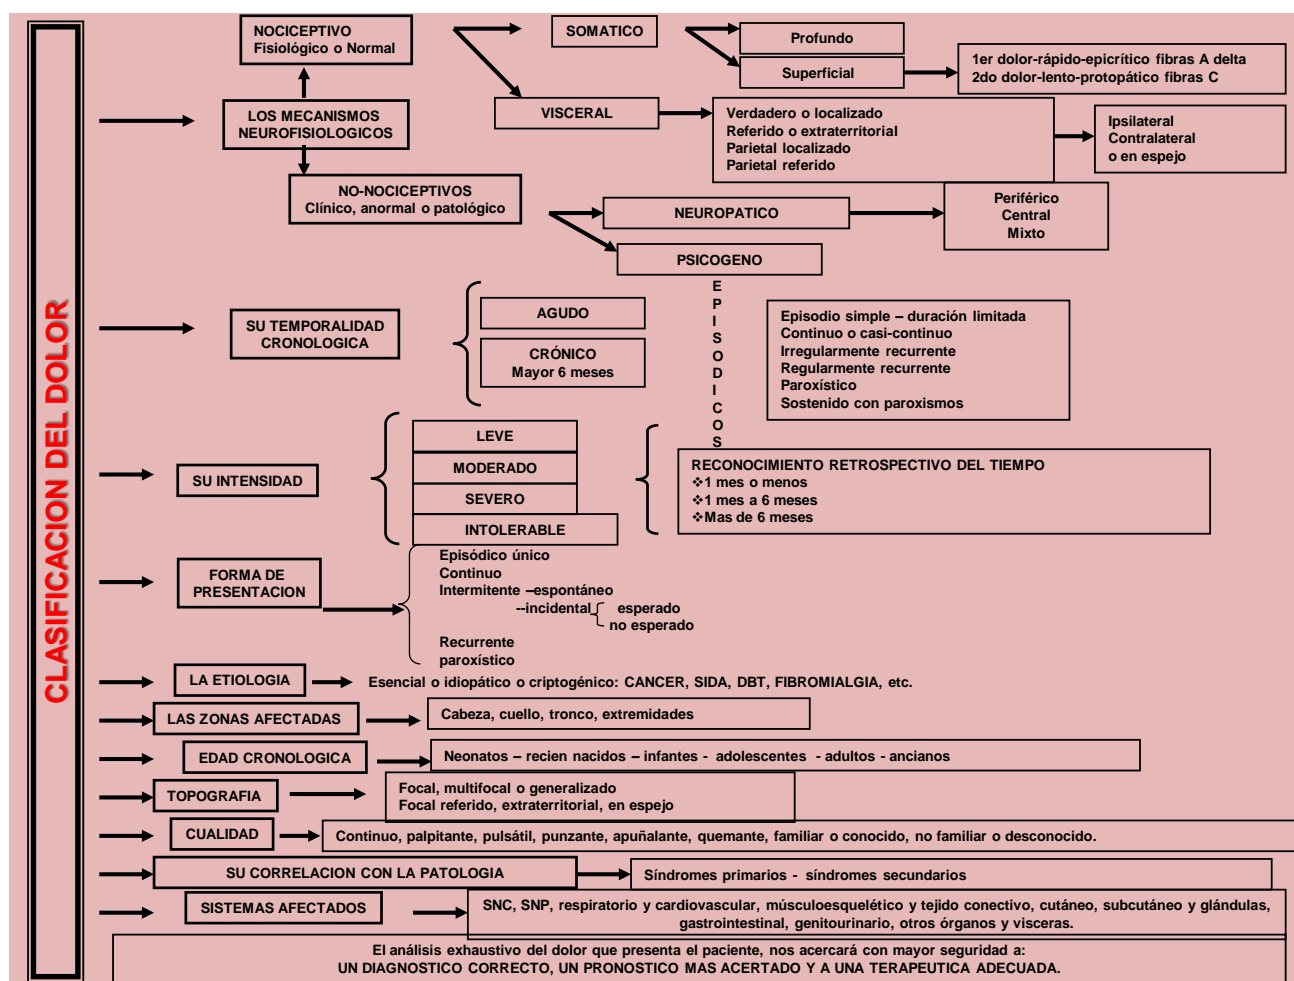 CLASIFICACION DEL DOLOR
NOCICEPTIVO
Fisiológico o Normal
SOMATICO
Profundo
Superficial
1er dolor-rápido-epicrítico fibras A delta
2do dolor-lento-protopático fibras C
LOS MECANISMOS
NEUROFISIOLOGICOS
VISCERAL
Verdadero o localizado
Referido o extraterritorial
Parietal localizado
Parietal referido
Ipsilateral
Contralateral
o en espejo
NO-NOCICEPTIVOS
Clínico, anormal o patológico
NEUROPATICO
Periférico
Central
Mixto
PSICOGENO
SU TEMPORALIDAD
CRONOLOGICA
AGUDO
CRÓNICO
Mayor 6 meses
E
P
I
S
O
D
I
C
O
S
Episodio simple – duración limitada
Continuo o casi-continuo
Irregularmente recurrente
Regularmente recurrente
Paroxístico
Sostenido con paroxismos
SU INTENSIDAD
LEVE
MODERADO
SEVERO
INTOLERABLE
RECONOCIMIENTO RETROSPECTIVO DEL TIEMPO
❖1 mes o menos
❖1 mes a 6 meses
❖Mas de 6 meses
FORMA DE
PRESENTACION
Episódico único
Continuo
Intermitente –espontáneo
--incidental esperado
no esperado
Recurrente
paroxístico
LA ETIOLOGIA
Esencial o idiopático o criptogénico: CANCER, SIDA, DBT, FIBROMIALGIA, etc.
LAS ZONAS AFECTADAS
Cabeza, cuello, tronco, extremidades
EDAD CRONOLOGICA
Neonatos – recien nacidos – infantes - adolescentes - adultos - ancianos
TOPOGRAFIA
Focal, multifocal o generalizado
Focal referido, extraterritorial, en espejo
CUALIDAD
Continuo, palpitante, pulsátil, punzante, apuñalante, quemante, familiar o conocido, no familiar o desconocido.
SU CORRELACION CON LA PATOLOGIA
Síndromes primarios - síndromes secundarios
SISTEMAS AFECTADOS
SNC, SNP, respiratorio y cardiovascular, músculoesquelético y tejido conectivo, cutáneo, subcutáneo y glándulas,
gastrointestinal, genitourinario, otros órganos y visceras.
El análisis exhaustivo del dolor que presenta el paciente, nos acercará con mayor seguridad a:
UN DIAGNOSTICO CORRECTO, UN PRONOSTICO MAS ACERTADO Y A UNA TERAPEUTICA ADECUADA.